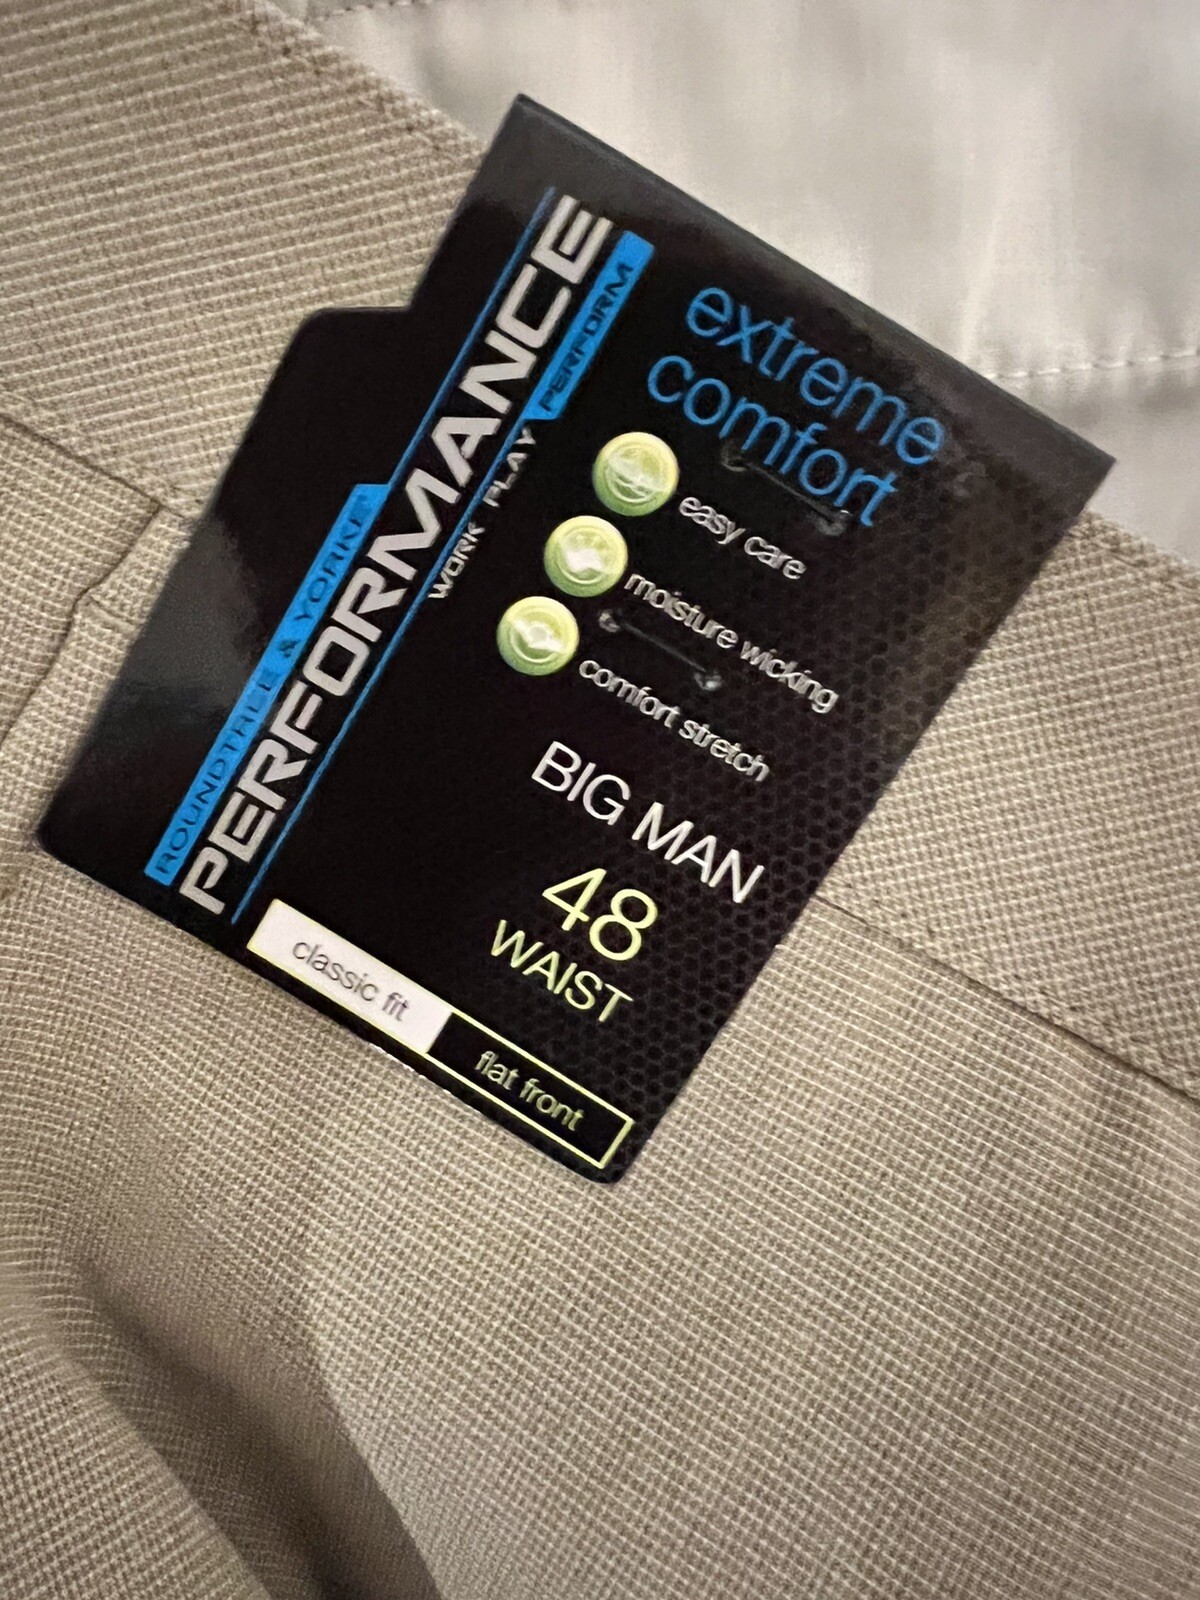 ROUNDTREE & YORKE
PERFORMANCE
WORK PLAY PERFORM
extreme
comfort
easy care
moisture wicking
comfort stretch
BIG MAN
48
WAIST
classic fit
flat front